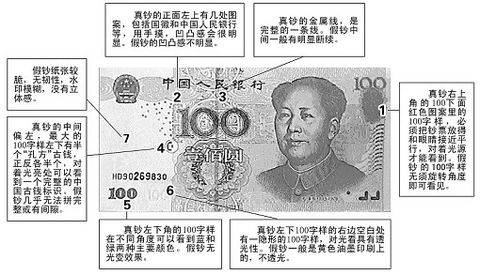 真钞的正面左上有几处图
案,包括国徽和中国人民银行
等,用手摸,凹凸感会很明
显。假钞的凹凸感不明显。
真钞的金属线,是
完整的一条线。假钞中
间一般有明显断续。
假钞纸张较
脆,无韧性,水
印模糊,没有立
体感。
真钞的中间
偏左,最大的
100字样左下有半
个"孔方"古钱,
正反各半个,对
着光亮处可以看
到一个完整的中
国古钱标识。假
钞几乎无法拼完
整或有间隙。
真钞右上
角的100下面
红色图案里的
100字样,必
须把钞票放得
和眼睛接近平
行,对着光源
才能看到。假
钞的100字样
无须旋转角度
即可见。
中国人民银行
100
2
3
1
7
100
4
壹佰圆
HD90269830
100
5
6
真钞左下角的100字样
在不同角度可以看到蓝和
绿两种主要颜色。假钞无
光变效果。
真钞左下100字样的右边空白处
有一隐形的100字样,对光看具有透
光性。假钞一般是黄色油墨印刷上
的,不透光。